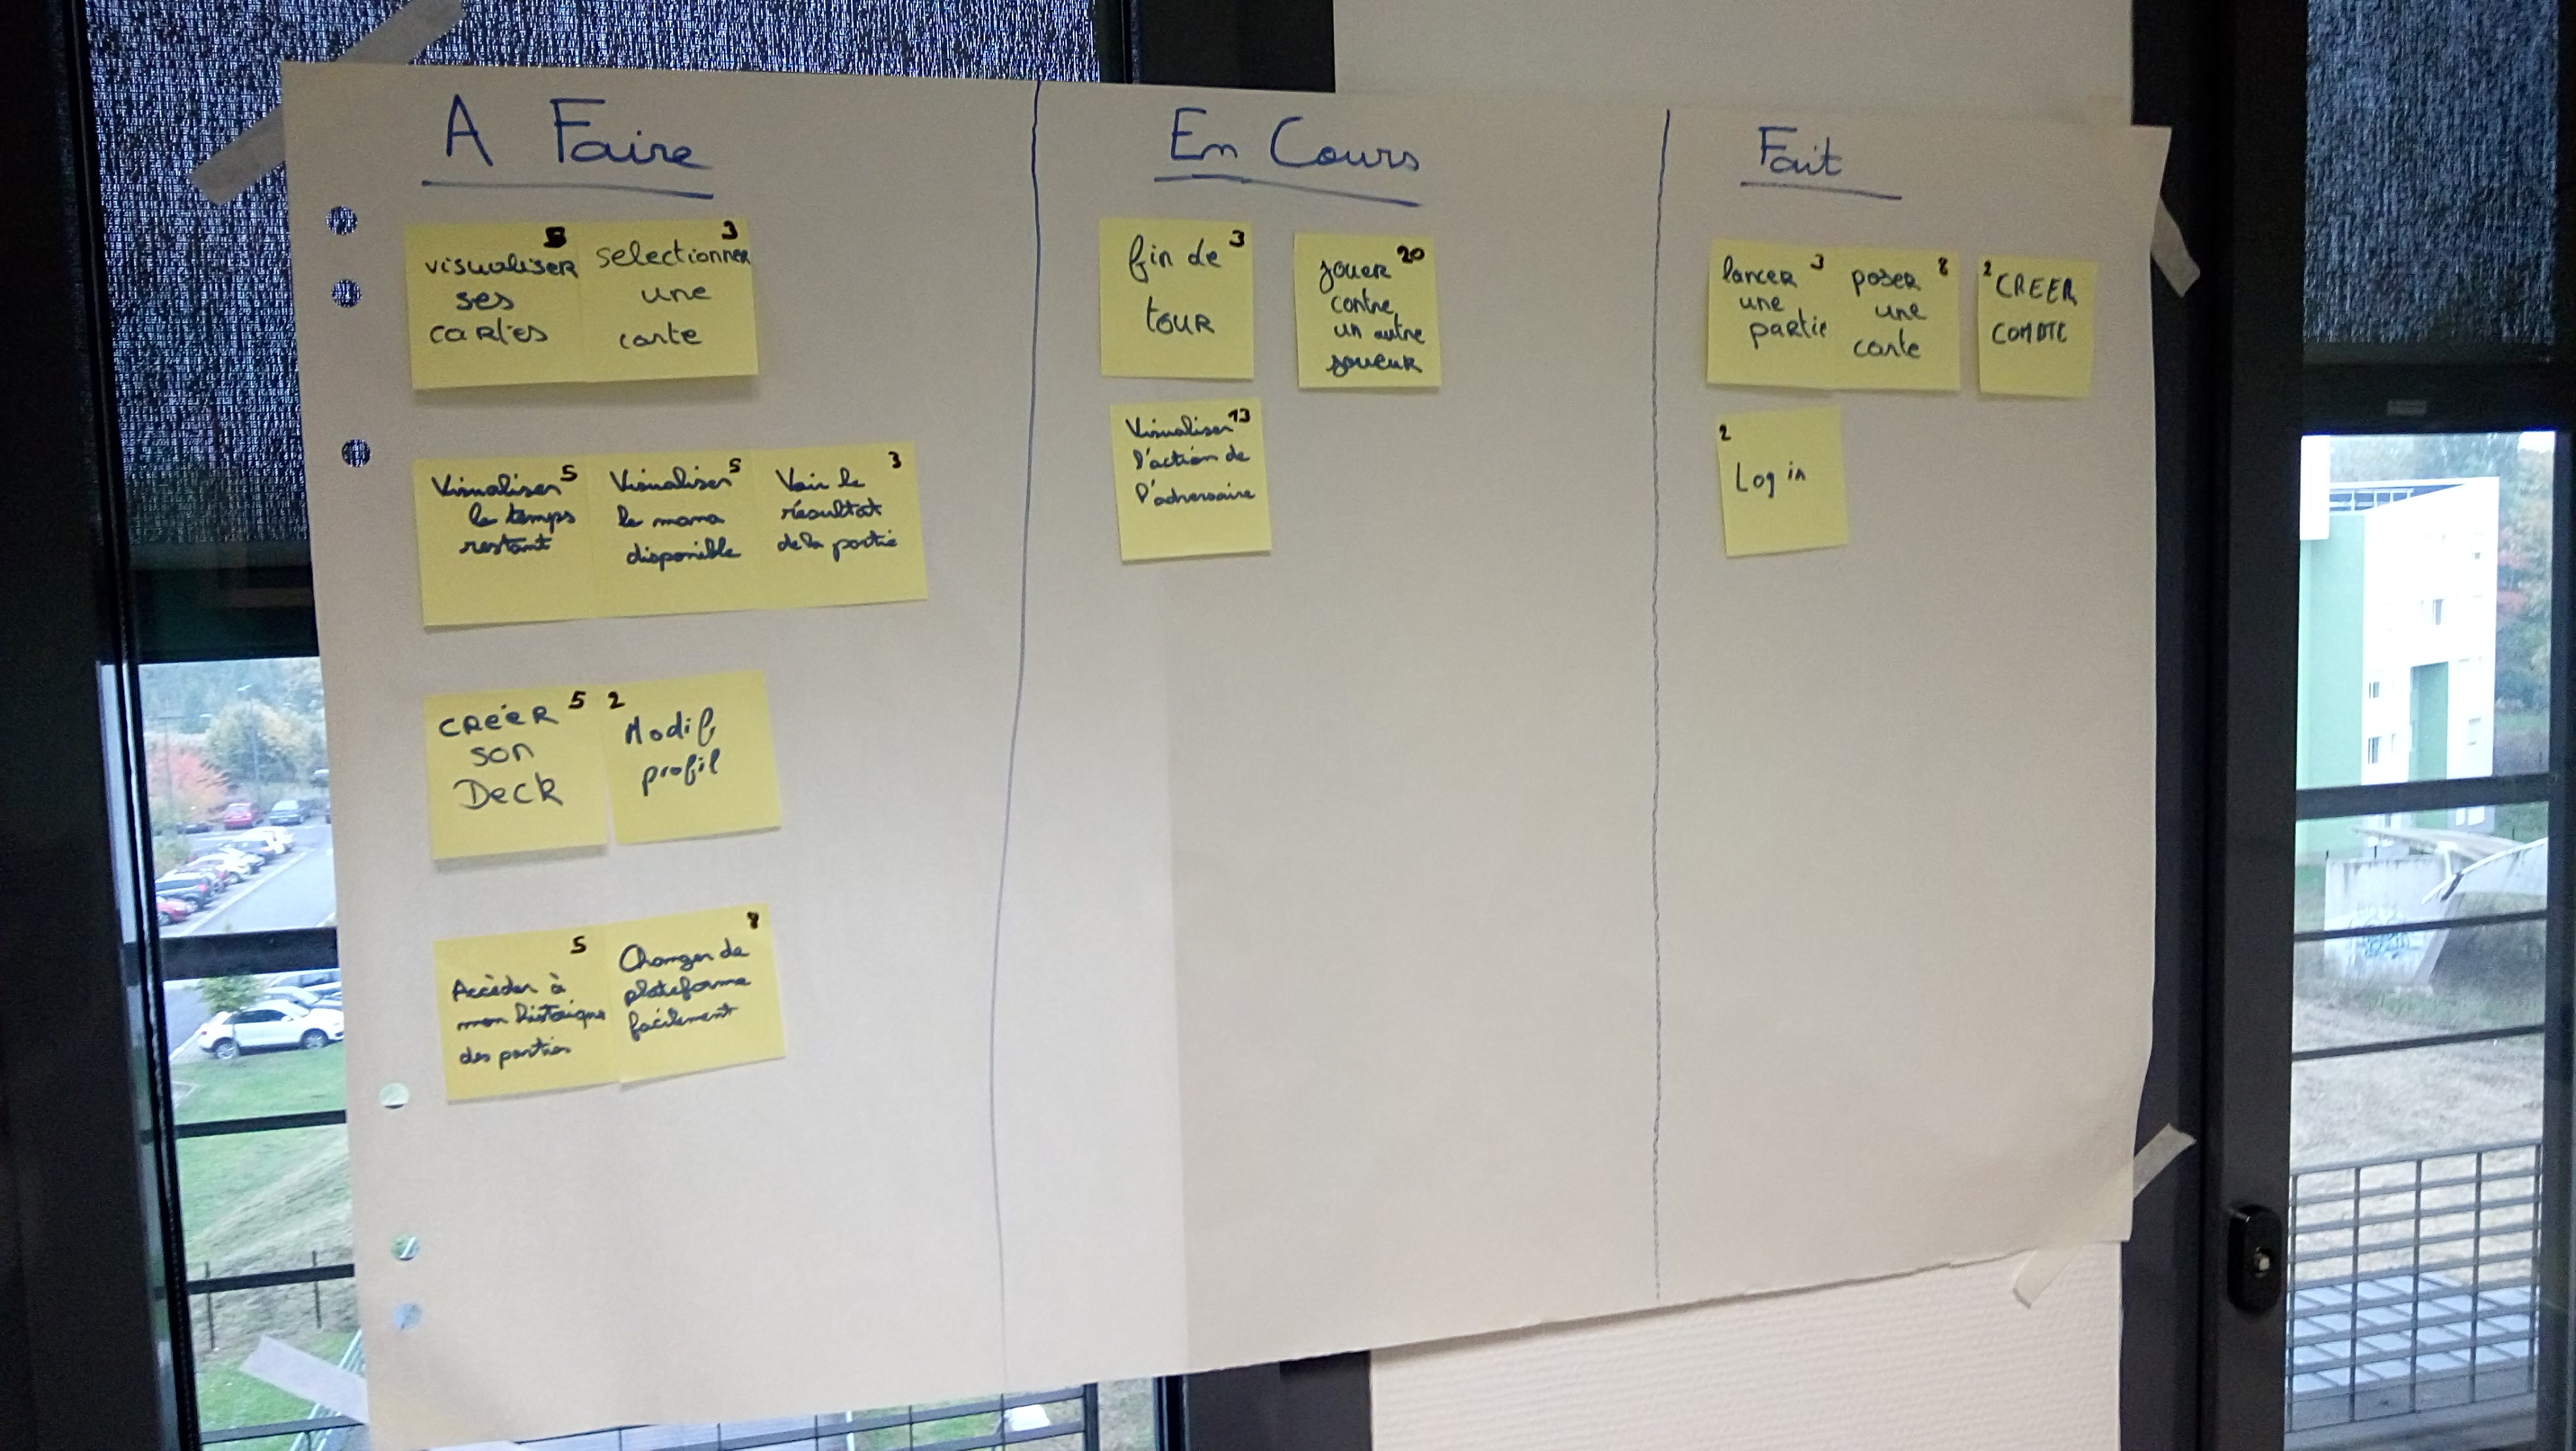 A Faire
5
visualiser
ses
cartes
3
selectionner
une
carte
5
Visualiser
le temps
restant
5
Visualiser
le mana
disponible
3
Voir le
résultat
de la partie
5
CRÉER
SON
DECK
2
Modif
profil
5
Accèder à
mon historique
des parties
8
Changer de
plateforme
facilement
En Cours
3
fin de
TOUR
20
JOUER
contre
un autre
JOUEUR
13
Visualiser
l'action de
l'adversaire
Fait
3
lancer
une
partie
8
poser
une
carte
2
CREER
COMPTE
2
Log in